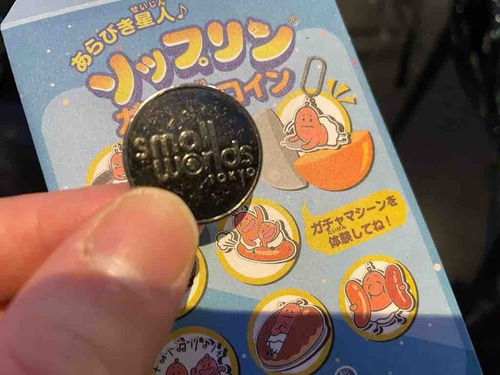 あらびき星人♪
せいじん
ソップリン®
コイン
small
worlds
TOKYO
ガチャマシーンを
体験してね!
たいけん